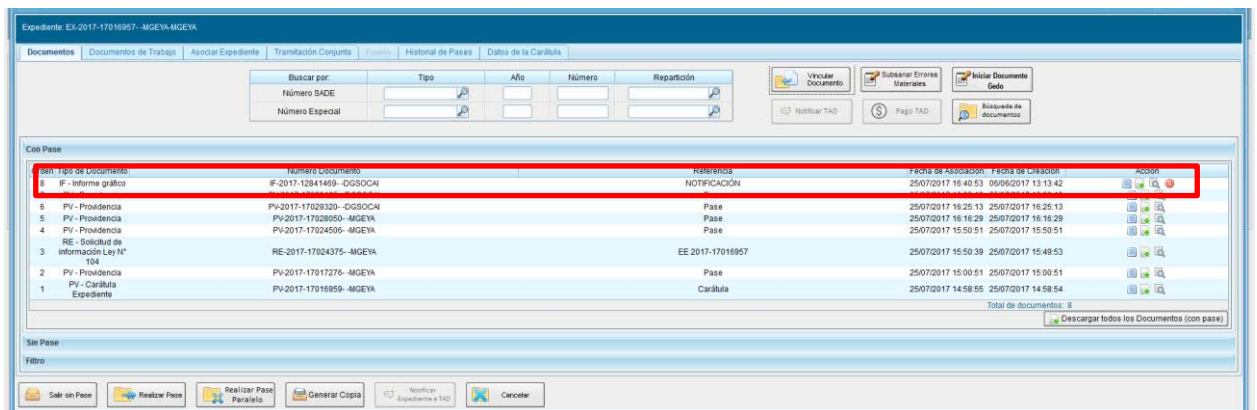 Expediente: EX-2017-17016957- -MGEYA-MGEYA
Documentos Documentos de Trabajo Asociar Expediente Tramitación Conjunta Fusión Historial de Pases Datos de la Carátula
Buscar por: Tipo Año Número Repartición
Número SADE
Número Especial
Vincular Documento
Subsanar Errores Materiales
Iniciar Documento Gedo
Notificar TAD
Pago TAD
Búsqueda de documentos
Con Pase
Orden Tipo de Documento Número Documento Referencia Fecha de Asociación Fecha de Creación Acción
8 IF - Informe gráfico IF-2017-12841469- -DGSOCAI NOTIFICACIÓN 25/07/2017 16:40:53 06/06/2017 13:13:42
6 PV - Providencia PV-2017-17029320- -DGSOCAI Pase 25/07/2017 16:25:13 25/07/2017 16:25:13
5 PV - Providencia PV-2017-17028050- -MGEYA Pase 25/07/2017 16:16:29 25/07/2017 16:16:29
4 PV - Providencia PV-2017-17024506- -MGEYA Pase 25/07/2017 15:50:51 25/07/2017 15:50:51
3 RE - Solicitud de información Ley N° 104 RE-2017-17024375- -MGEYA EE 2017-17016957 25/07/2017 15:50:39 25/07/2017 15:49:53
2 PV - Providencia PV-2017-17017276- -MGEYA Pase 25/07/2017 15:00:51 25/07/2017 15:00:51
1 PV - Carátula Expediente PV-2017-17016959- -MGEYA Carátula 25/07/2017 14:58:55 25/07/2017 14:58:54
Total de documentos: 8
Descargar todos los Documentos (con pase)
Sin Pase
Filtro
Salir sin Pase
Realizar Pase
Realizar Pase Paralelo
Generar Copia
Notificar Expediente a TAD
Cancelar